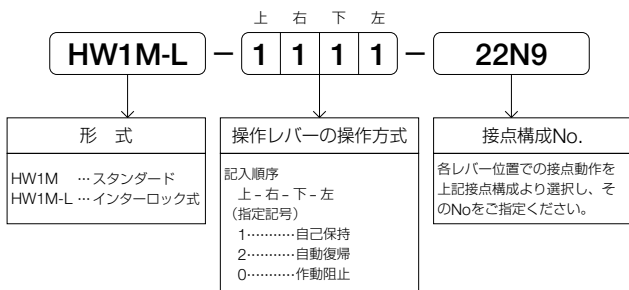 上 右 下 左
HW1M-L － 1 1 1 1 － 22N9
形 式
HW1M …スタンダード
HW1M-L …インターロック式
操作レバーの操作方式
記入順序
上－右－下－左
（指定記号）
1…………自己保持
2…………自動復帰
0…………作動阻止
接点構成No.
各レバー位置での接点動作を
上記接点構成より選択し、そ
のNoをご指定ください。